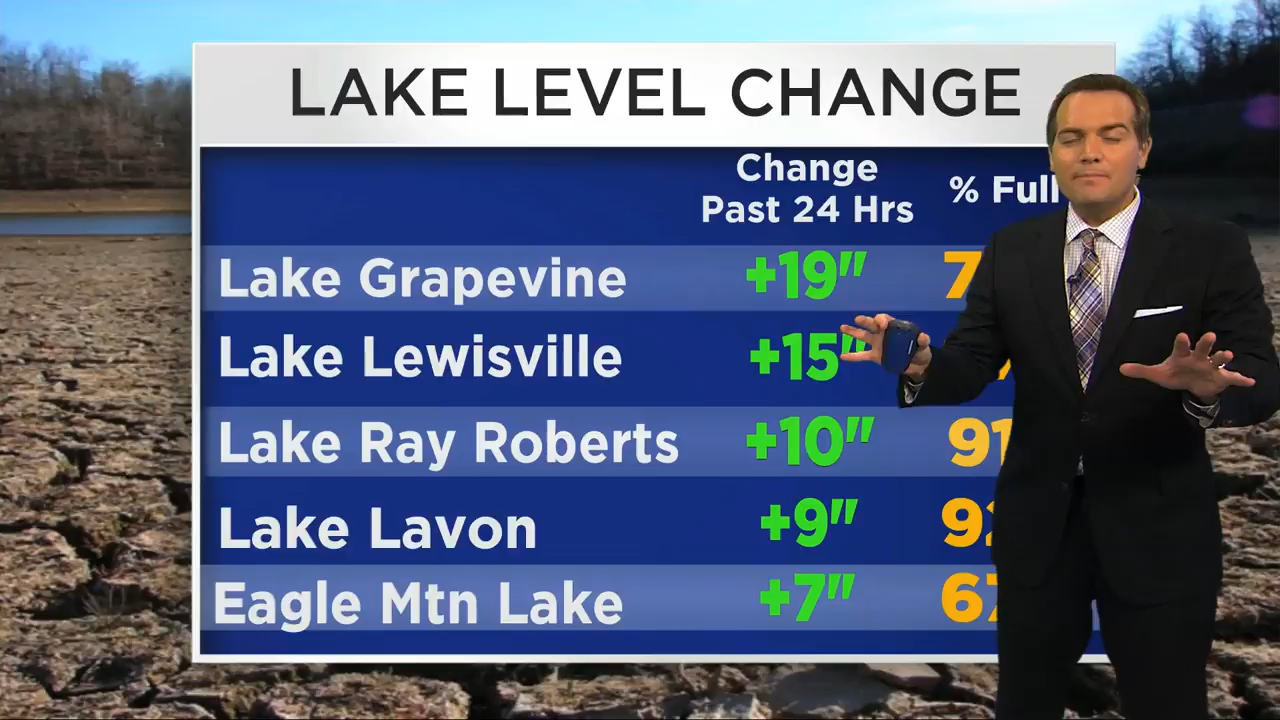 LAKE LEVEL CHANGE
Change
Past 24 Hrs
% Full
Lake Grapevine +19"
Lake Lewisville +15"
Lake Ray Roberts +10" 91
Lake Lavon +9"
Eagle Mtn Lake +7" 67